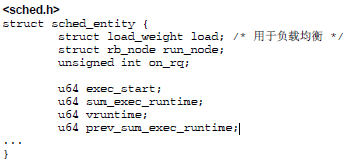 <sched.h>
struct sched_entity {
struct load_weight load; /* 用于负载均衡 */
struct rb_node run_node;
unsigned int on_rq;
u64 exec_start;
u64 sum_exec_runtime;
u64 vruntime;
u64 prev_sum_exec_runtime;
...
}